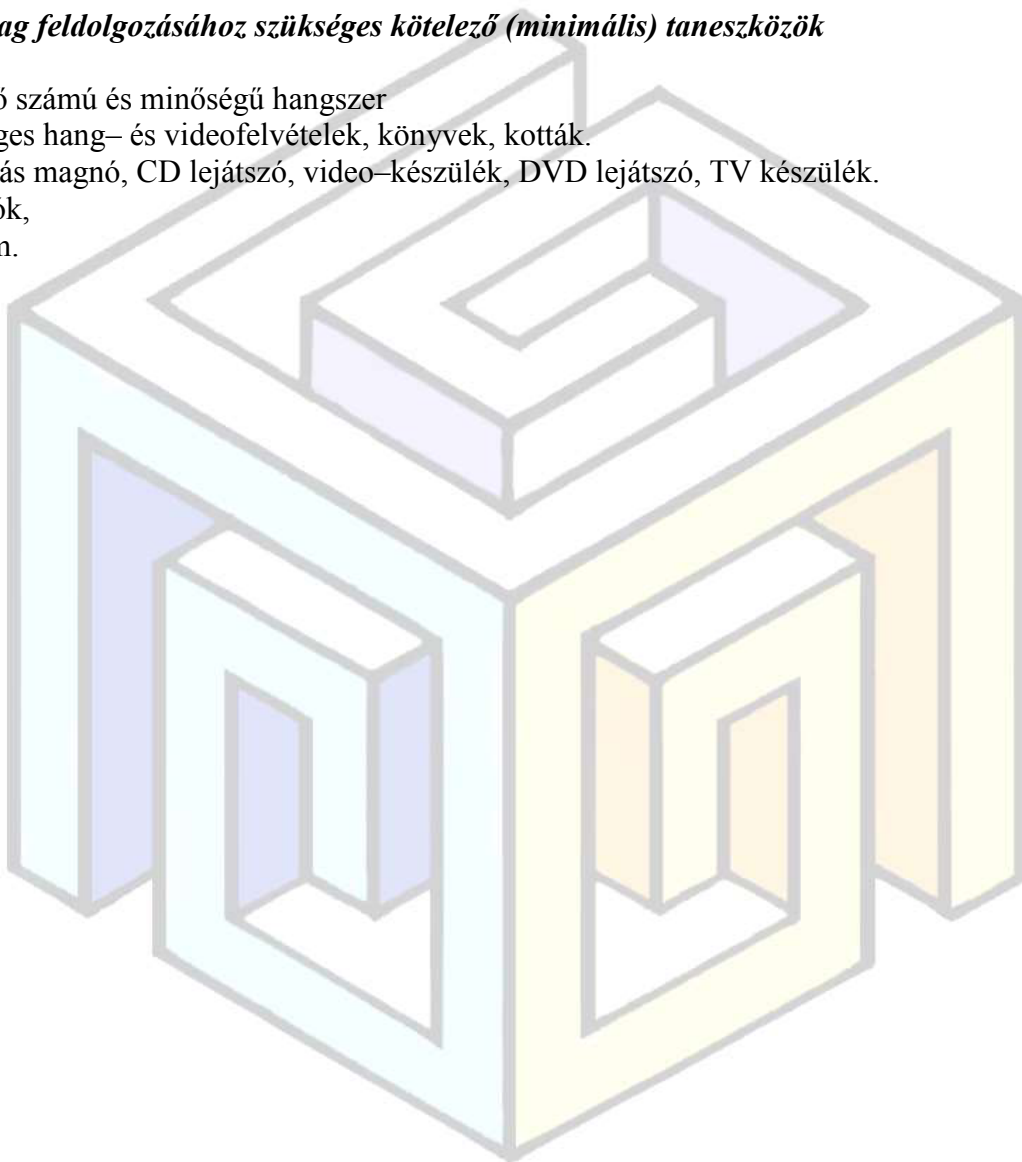 ag feldolgozásához szükséges kötelező (minimális) taneszközök
ó számú és minőségű hangszer
ges hang– és videofelvételek, könyvek, kották.
ás magnó, CD lejátszó, video–készülék, DVD lejátszó, TV készülék.
ók,
m.